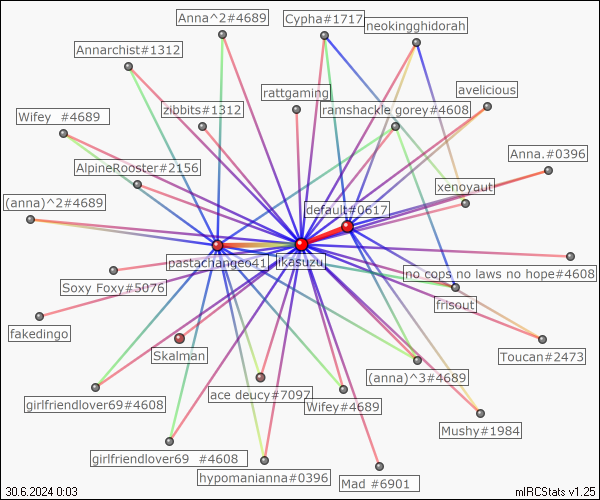 Anna^2#4689
Cypha#1717
neokingghidorah
Annarchist#1312
rattgaming
avelicious
zibbits#1312
ramshackle gorey#4608
Wifey  #4689
Anna.#0396
AlpineRooster#2156
xenoyaut
(anna)^2#4689
default#0617
pastachangeo41
ikasuzu
no cops no laws no hope#4608
Soxy Foxy#5076
frisout
fakedingo
Skalman
Toucan#2473
(anna)^3#4689
ace deucy#7097
girlfriendlover69#4608
Wifey#4689
Mushy#1984
girlfriendlover69  #4608
hypomanianna#0396
Mad #6901
30.6.2024 0:03
mIRCStats v1.25